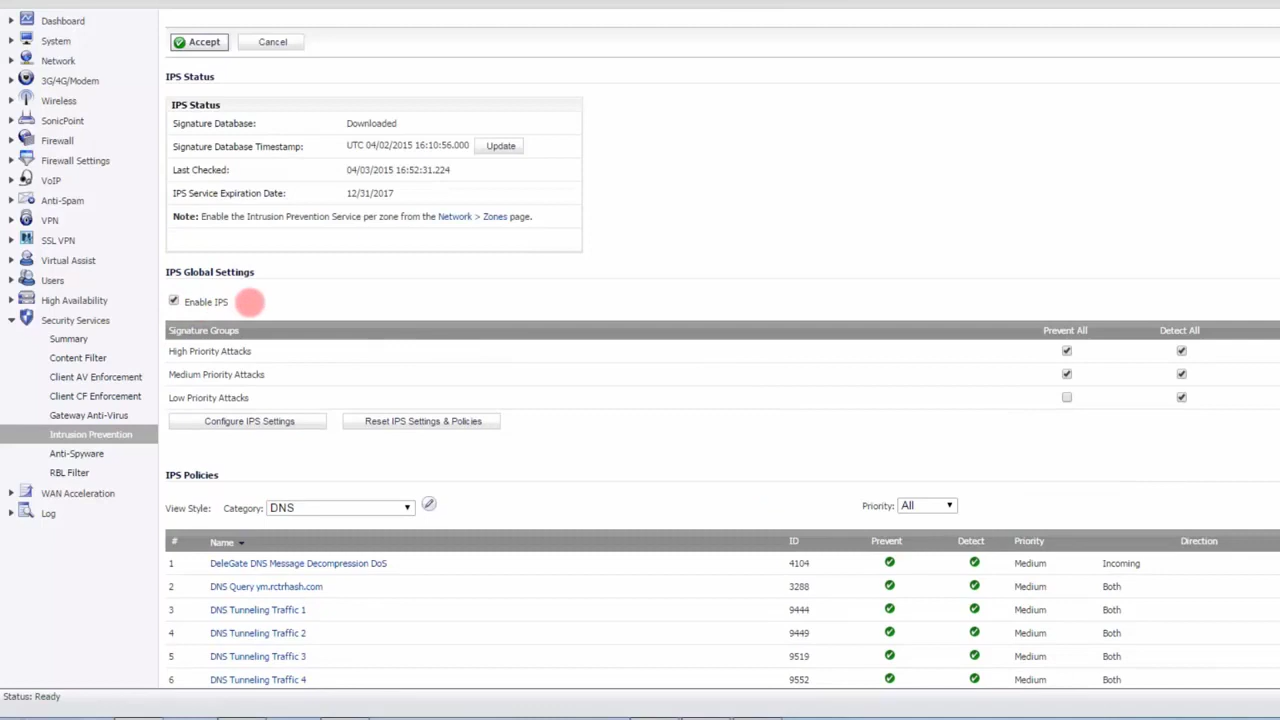 Dashboard
System
Network
3G/4G/Modem
Wireless
SonicPoint
Firewall
Firewall Settings
VoIP
Anti-Spam
VPN
SSL VPN
Virtual Assist
Users
High Availability
Security Services
Summary
Content Filter
Client AV Enforcement
Client CF Enforcement
Gateway Anti-Virus
Intrusion Prevention
Anti-Spyware
RBL Filter
WAN Acceleration
Log
Accept Cancel
IPS Status
IPS Status
Signature Database: Downloaded
Signature Database Timestamp: UTC 04/02/2015 16:10:56.000 Update
Last Checked: 04/03/2015 16:52:31.224
IPS Service Expiration Date: 12/31/2017
Note: Enable the Intrusion Prevention Service per zone from the Network > Zones page.
IPS Global Settings
Enable IPS
Signature Groups Prevent All Detect All
High Priority Attacks
Medium Priority Attacks
Low Priority Attacks
Configure IPS Settings Reset IPS Settings & Policies
IPS Policies
View Style: Category: DNS Priority: All
# Name ID Prevent Detect Priority Direction
1 DeleGate DNS Message Decompression DoS 4104 Medium Incoming
2 DNS Query ym.rctrhash.com 3288 Medium Both
3 DNS Tunneling Traffic 1 9444 Medium Both
4 DNS Tunneling Traffic 2 9449 Medium Both
5 DNS Tunneling Traffic 3 9519 Medium Both
6 DNS Tunneling Traffic 4 9552 Medium Both
Status: Ready